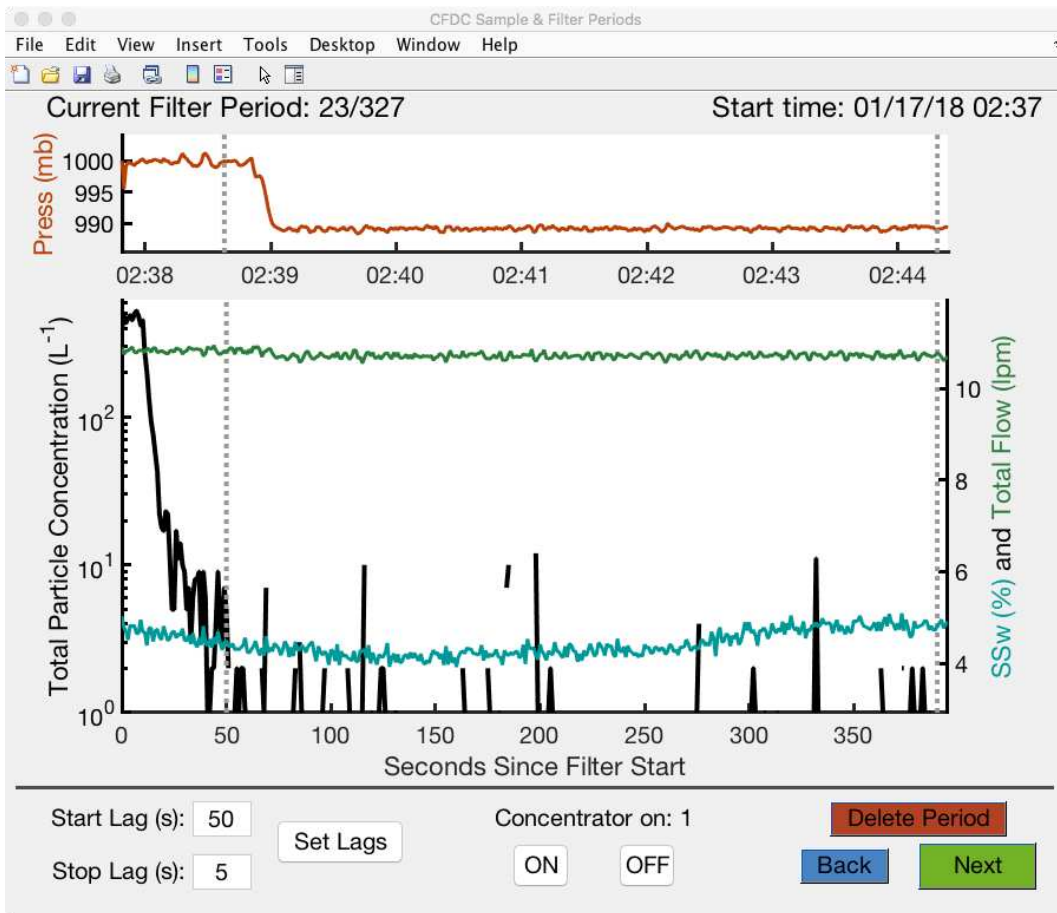 CFDC Sample & Filter Periods
File Edit View Insert Tools Desktop Window Help
Current Filter Period: 23/327
Start time: 01/17/18 02:37
Press (mb)
1000
995
990
02:38 02:39 02:40 02:41 02:42 02:43 02:44
Total Particle Concentration (L⁻¹)
10²
10¹
10⁰
10
8
6
4
SSw (%) and Total Flow (lpm)
0 50 100 150 200 250 300 350
Seconds Since Filter Start
Start Lag (s): 50
Stop Lag (s): 5
Set Lags
Concentrator on: 1
ON OFF
Delete Period
Back Next